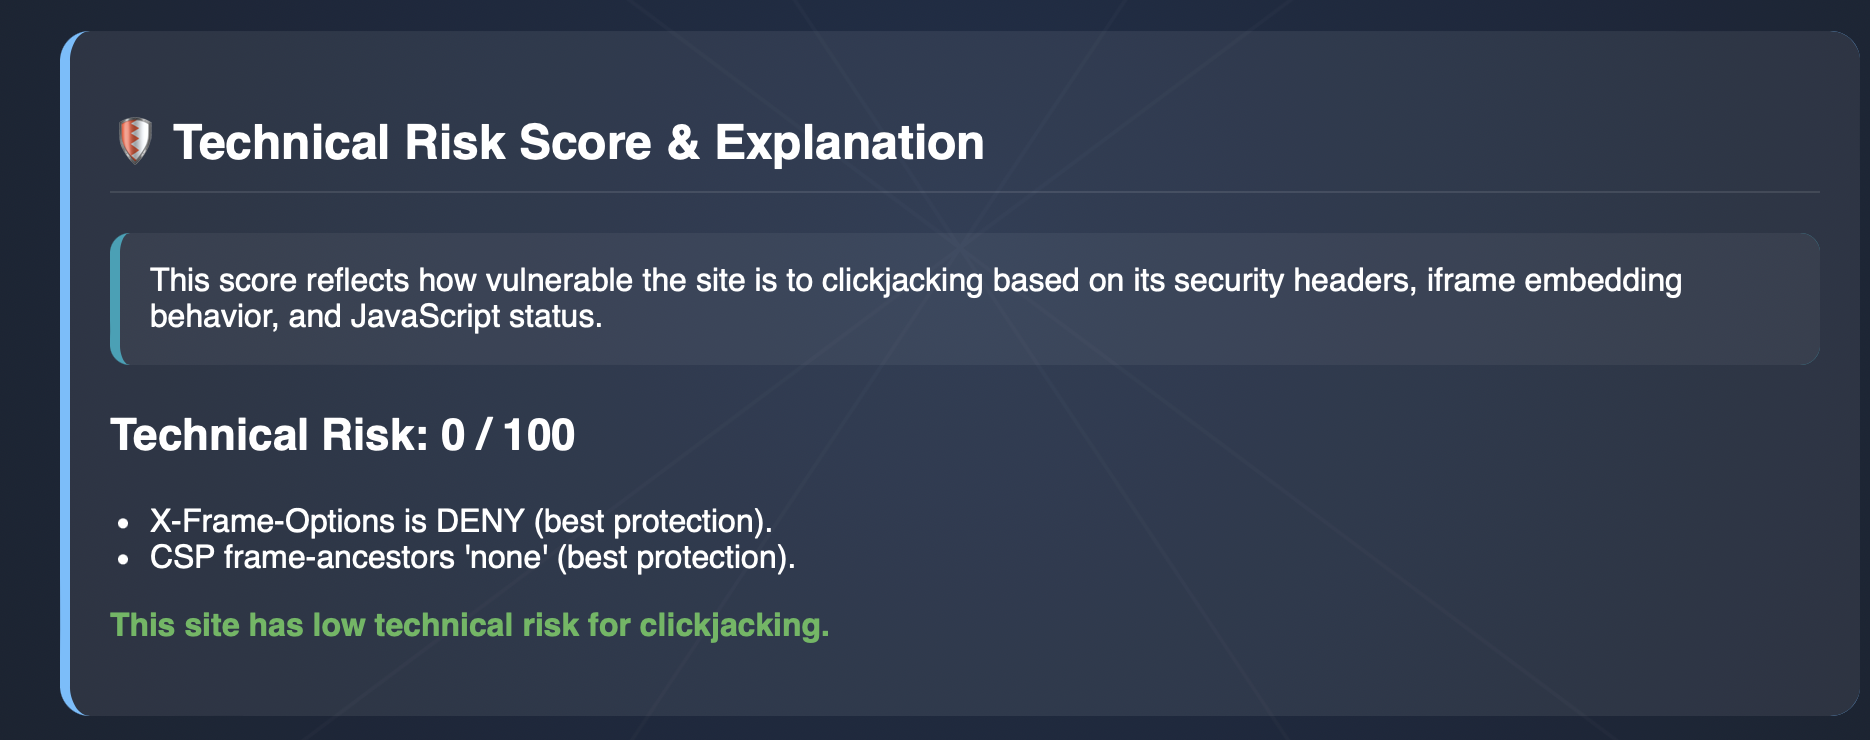 Technical Risk Score & Explanation
This score reflects how vulnerable the site is to clickjacking based on its security headers, iframe embedding
behavior, and JavaScript status.
Technical Risk: 0 / 100
• X-Frame-Options is DENY (best protection).
• CSP frame-ancestors 'none' (best protection).
This site has low technical risk for clickjacking.